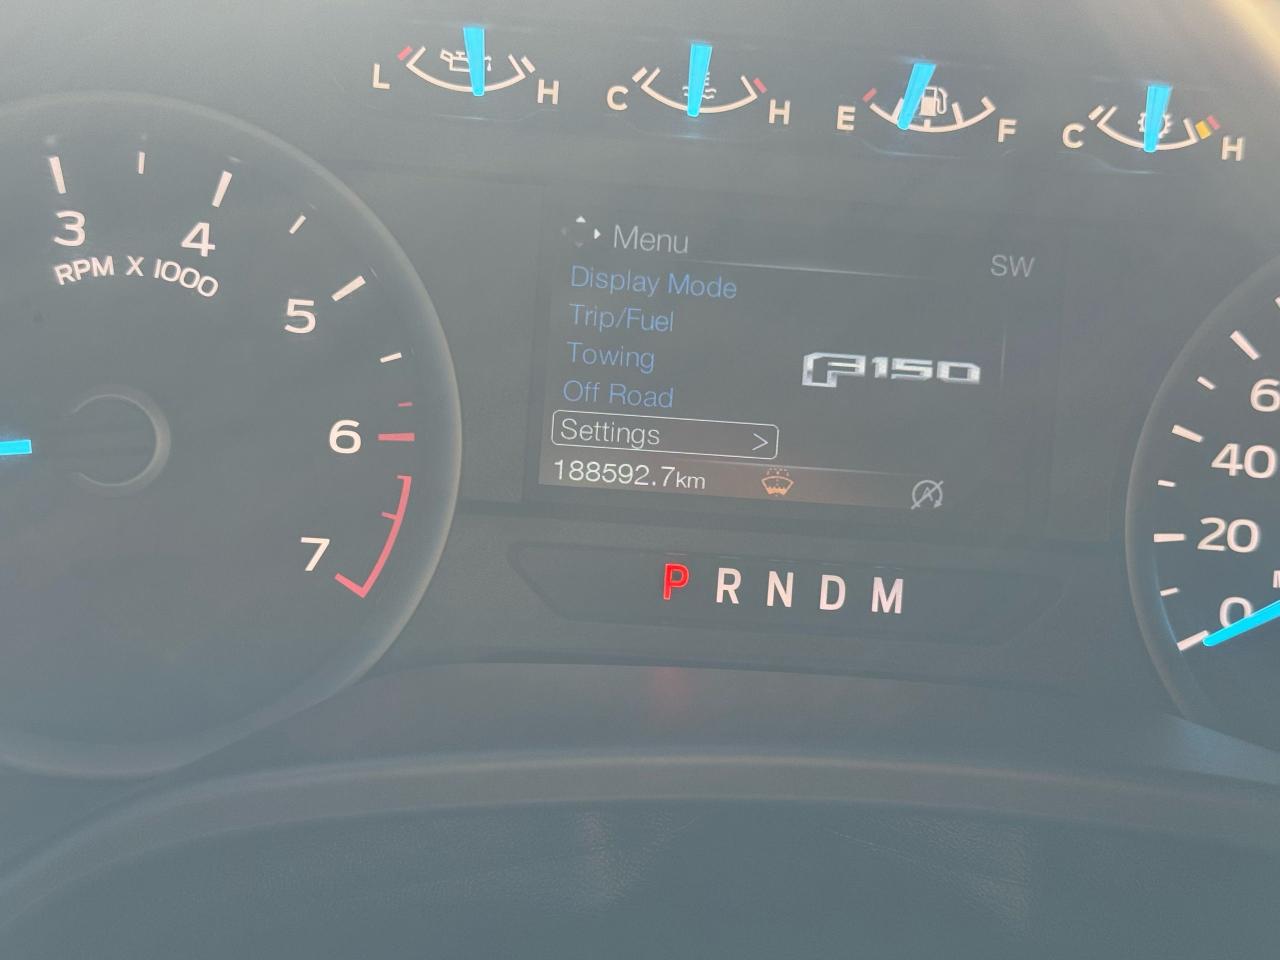 L H C H E F C H
Menu
SW
Display Mode
Trip/Fuel
Towing
Off Road
Settings >
188592.7km
F150
P R N D M
3
4
5
6
7
RPM X 1000
40
20
0